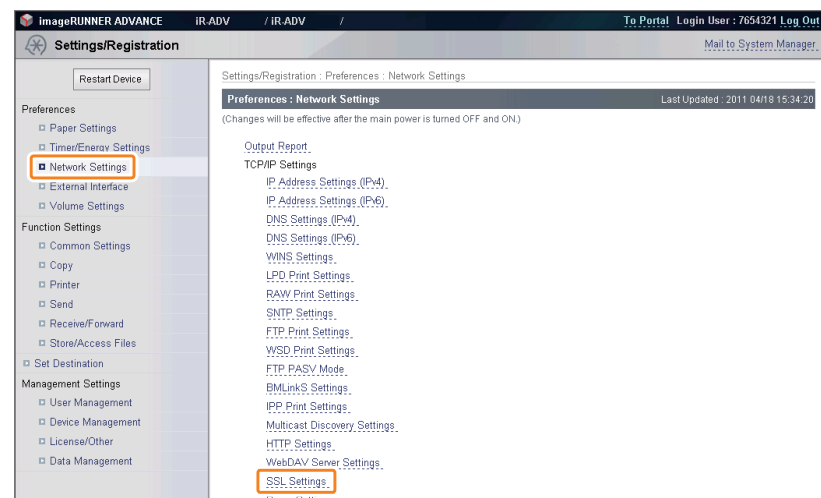 imageRUNNER ADVANCE iR-ADV / iR-ADV / To Portal Login User : 7654321 Log Out
Settings/Registration Mail to System Manager
Restart Device
Settings/Registration : Preferences : Network Settings
Preferences : Network Settings Last Updated : 2011 04/18 15:34:20
(Changes will be effective after the main power is turned OFF and ON.)
Preferences
Paper Settings
Timer/Energy Settings
Network Settings
External Interface
Volume Settings
Function Settings
Common Settings
Copy
Printer
Send
Receive/Forward
Store/Access Files
Set Destination
Management Settings
User Management
Device Management
License/Other
Data Management
Output Report
TCP/IP Settings
IP Address Settings (IPv4)
IP Address Settings (IPv6)
DNS Settings (IPv4)
DNS Settings (IPv6)
WINS Settings
LPD Print Settings
RAW Print Settings
SNTP Settings
FTP Print Settings
WSD Print Settings
FTP PASV Mode
BMLinkS Settings
IPP Print Settings
Multicast Discovery Settings
HTTP Settings
WebDAV Server Settings
SSL Settings